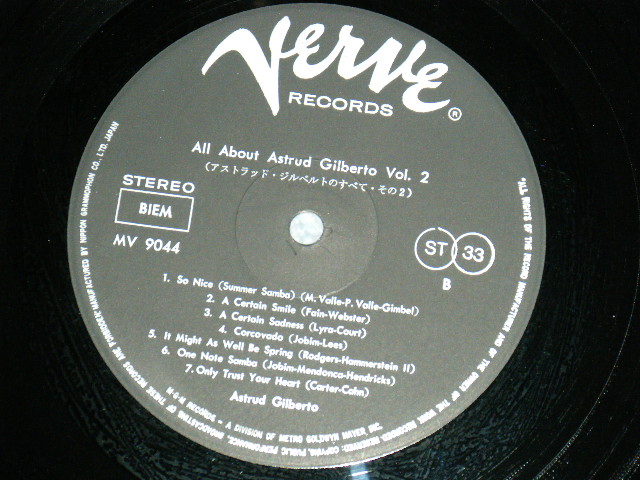 Verve
RECORDS
®
All About Astrud Gilberto Vol. 2
(アストラッド・ジルベルトのすべて・その2)
STEREO
BIEM
MV 9044
ST 33
B
1. So Nice (Summer Samba) (M. Valle-P. Valle-Gimbel)
2. A Certain Smile (Fain-Webster)
3. A Certain Sadness (Lyra-Court)
4. Corcovado (Jobim-Lees)
5. It Might As Well Be Spring (Rodgers-Hammerstein II)
6. One Note Samba (Jobim-Mendonca-Hendricks)
7. Only Trust Your Heart (Carter-Cahn)
Astrud Gilberto
M-G-M RECORDS - A DIVISION OF METRO GOLDWYN MAYER INC.
MANUFACTURED BY NIPPON GRAMMOPHON CO., LTD. JAPAN
"ALL RIGHTS OF THE RECORD MANUFACTURER AND OF THE OWNER OF THE RECORDED WORK RESERVED: COPYING, PUBLIC PERFORMANCE, BROADCASTING OF THESE RECORDS ARE FORBIDDEN"